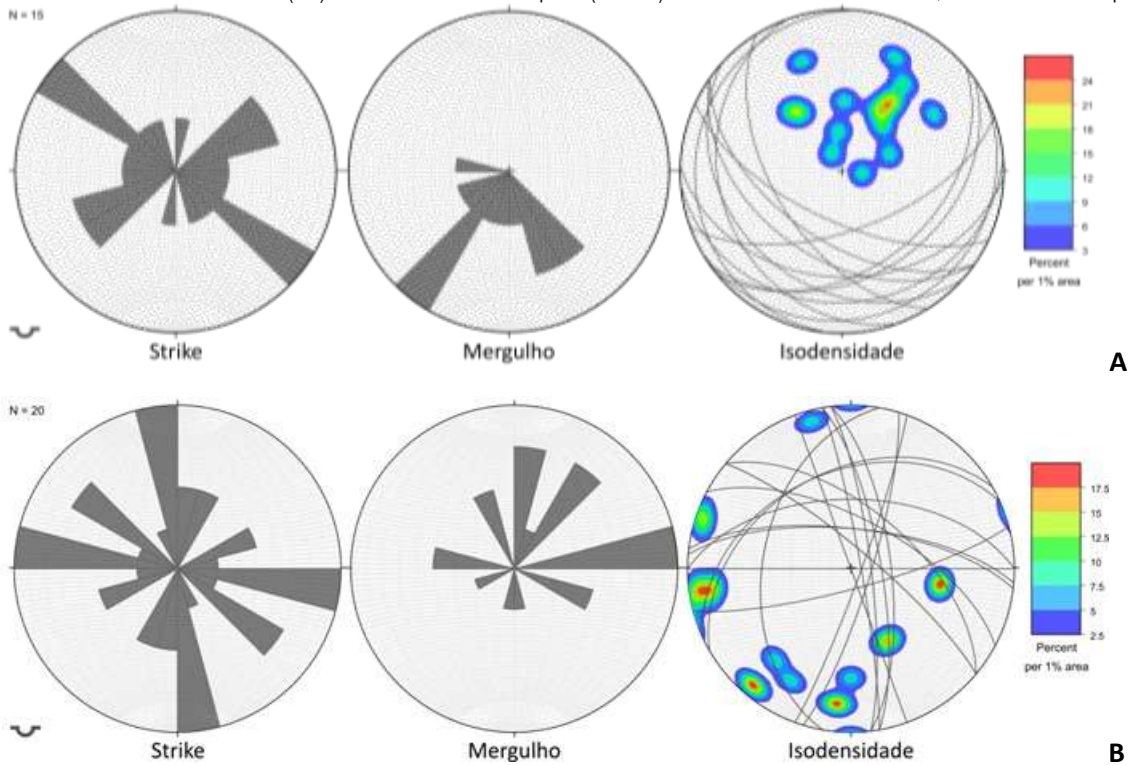 N = 15
24
21
18
15
12
9
6
3
Percent
per 1% area
Strike
Mergulho
Isodensidade
A
N = 20
17.5
15
12.5
10
7.5
5
2.5
Percent
per 1% area
Strike
Mergulho
Isodensidade
B